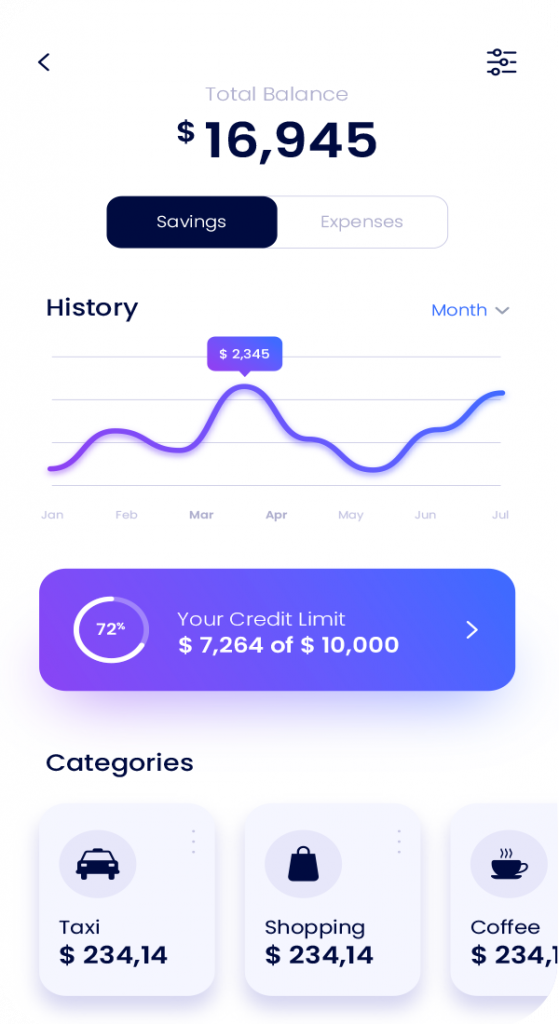 Total Balance
$ 16,945
Savings Expenses
History Month
$ 2,345
Jan Feb Mar Apr May Jun Jul
72%
Your Credit Limit
$ 7,264 of $ 10,000
Categories
Taxi Shopping Coffee
$ 234,14 $ 234,14 $ 234,1